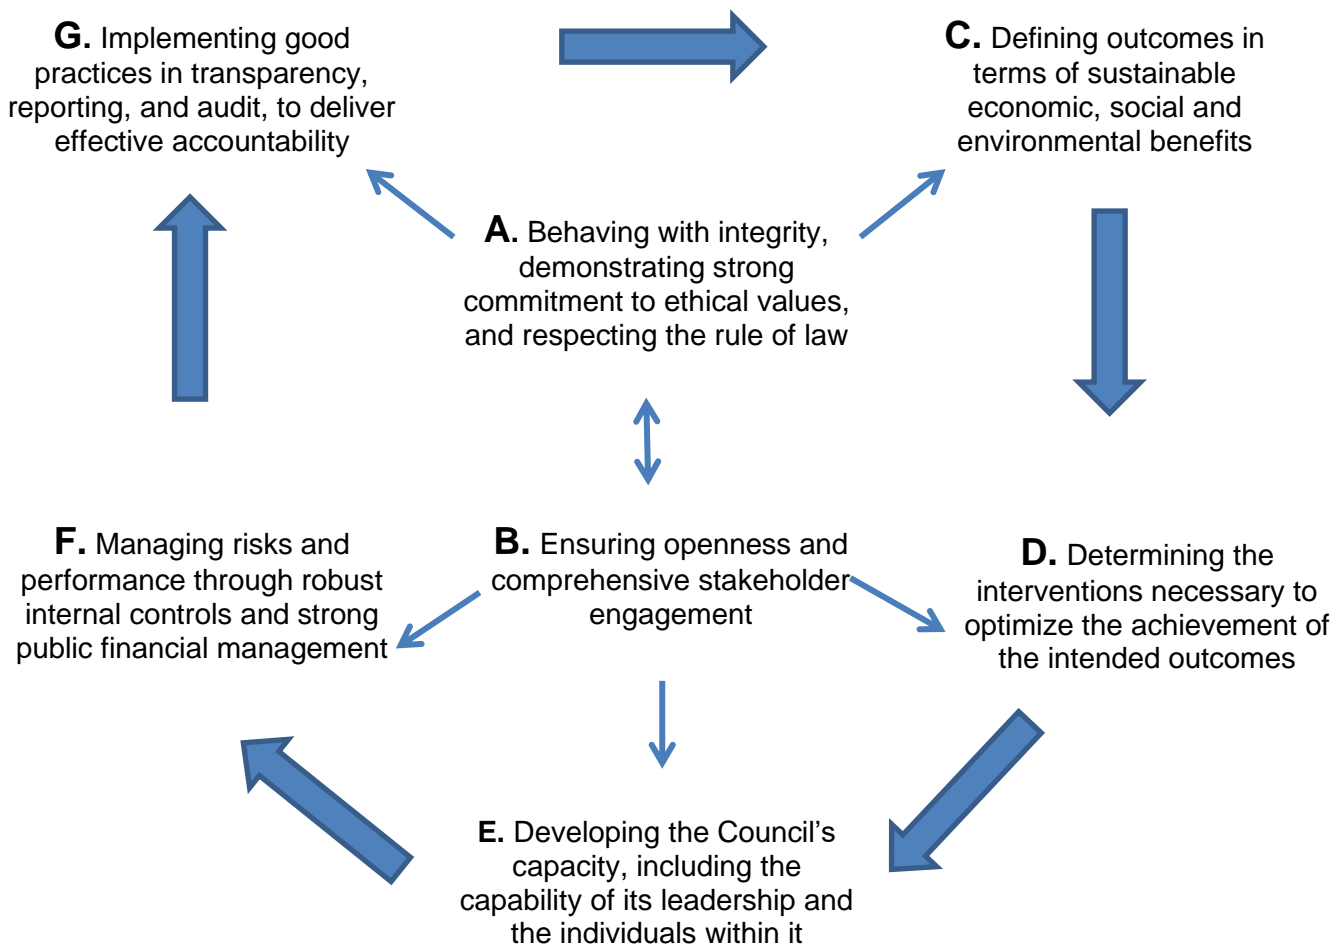 G. Implementing good
practices in transparency,
reporting, and audit, to deliver
effective accountability
C. Defining outcomes in
terms of sustainable
economic, social and
environmental benefits
A. Behaving with integrity,
demonstrating strong
commitment to ethical values,
and respecting the rule of law
F. Managing risks and
performance through robust
internal controls and strong
public financial management
B. Ensuring openness and
comprehensive stakeholder
engagement
D. Determining the
interventions necessary to
optimize the achievement of
the intended outcomes
E. Developing the Council’s
capacity, including the
capability of its leadership and
the individuals within it